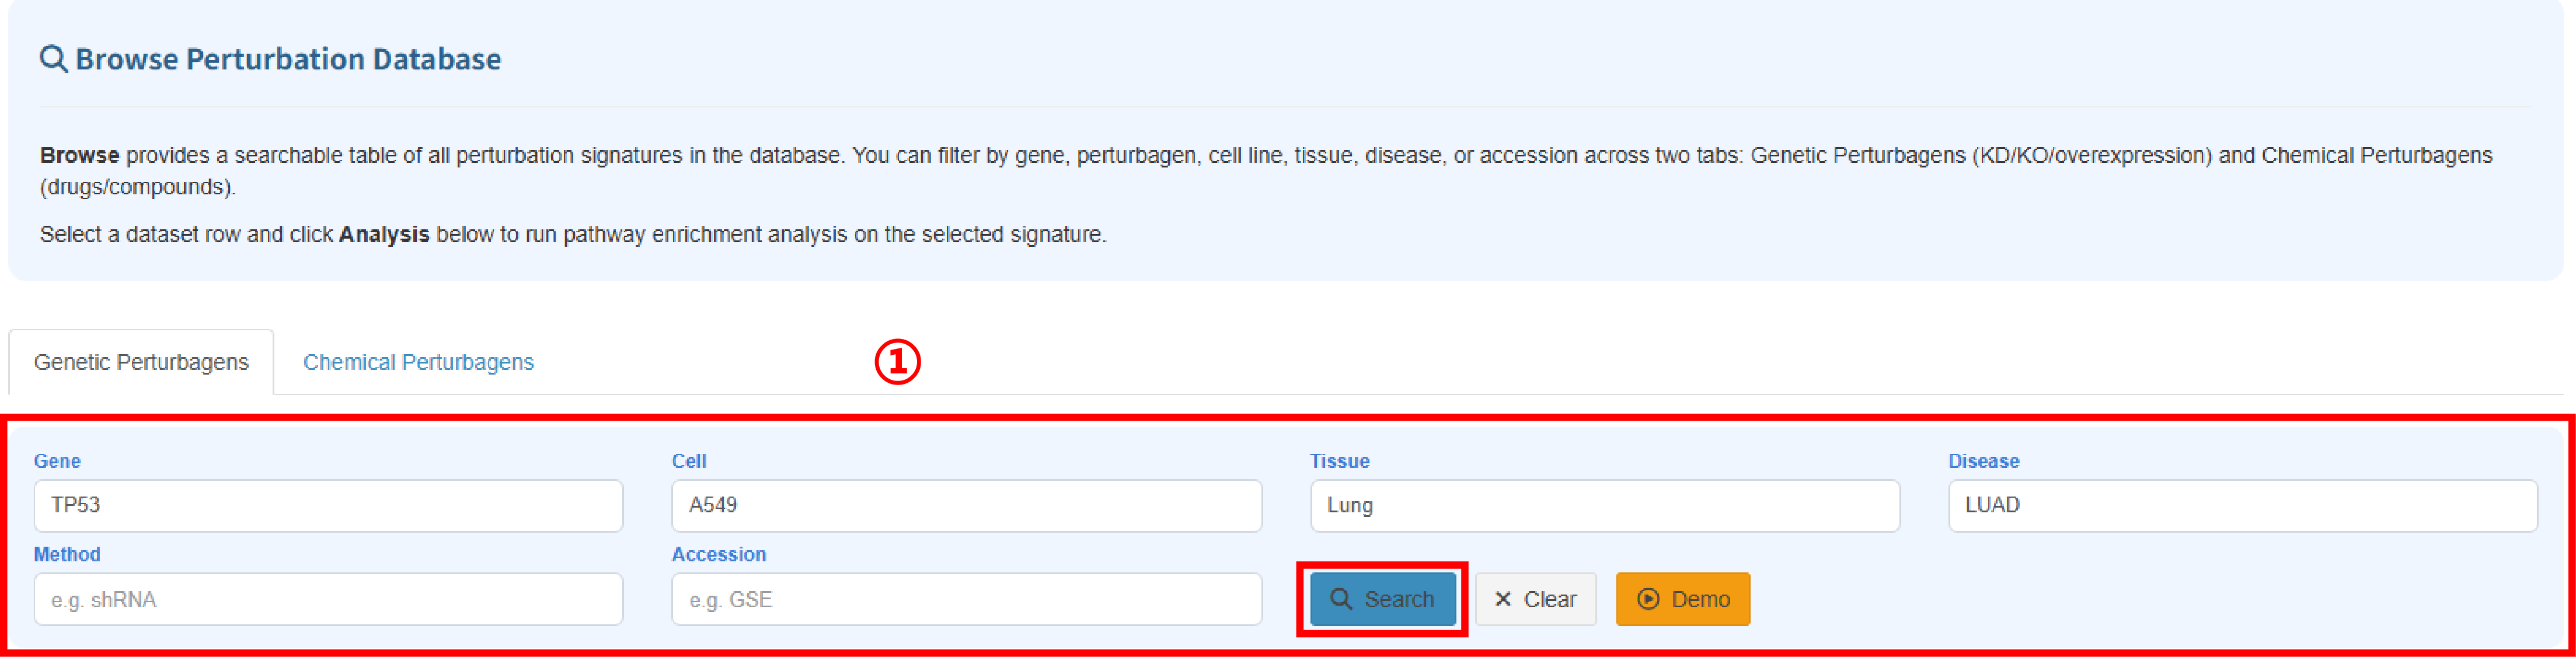 Browse Perturbation Database
Browse provides a searchable table of all perturbation signatures in the database. You can filter by gene, perturbagen, cell line, tissue, disease, or accession across two tabs: Genetic Perturbagens (KD/KO/overexpression) and Chemical Perturbagens
(drugs/compounds).
Select a dataset row and click Analysis below to run pathway enrichment analysis on the selected signature.
Genetic Perturbagens Chemical Perturbagens ①
Gene Cell Tissue Disease
TP53 A549 Lung LUAD
Method Accession
e.g. shRNA e.g. GSE Search × Clear Demo